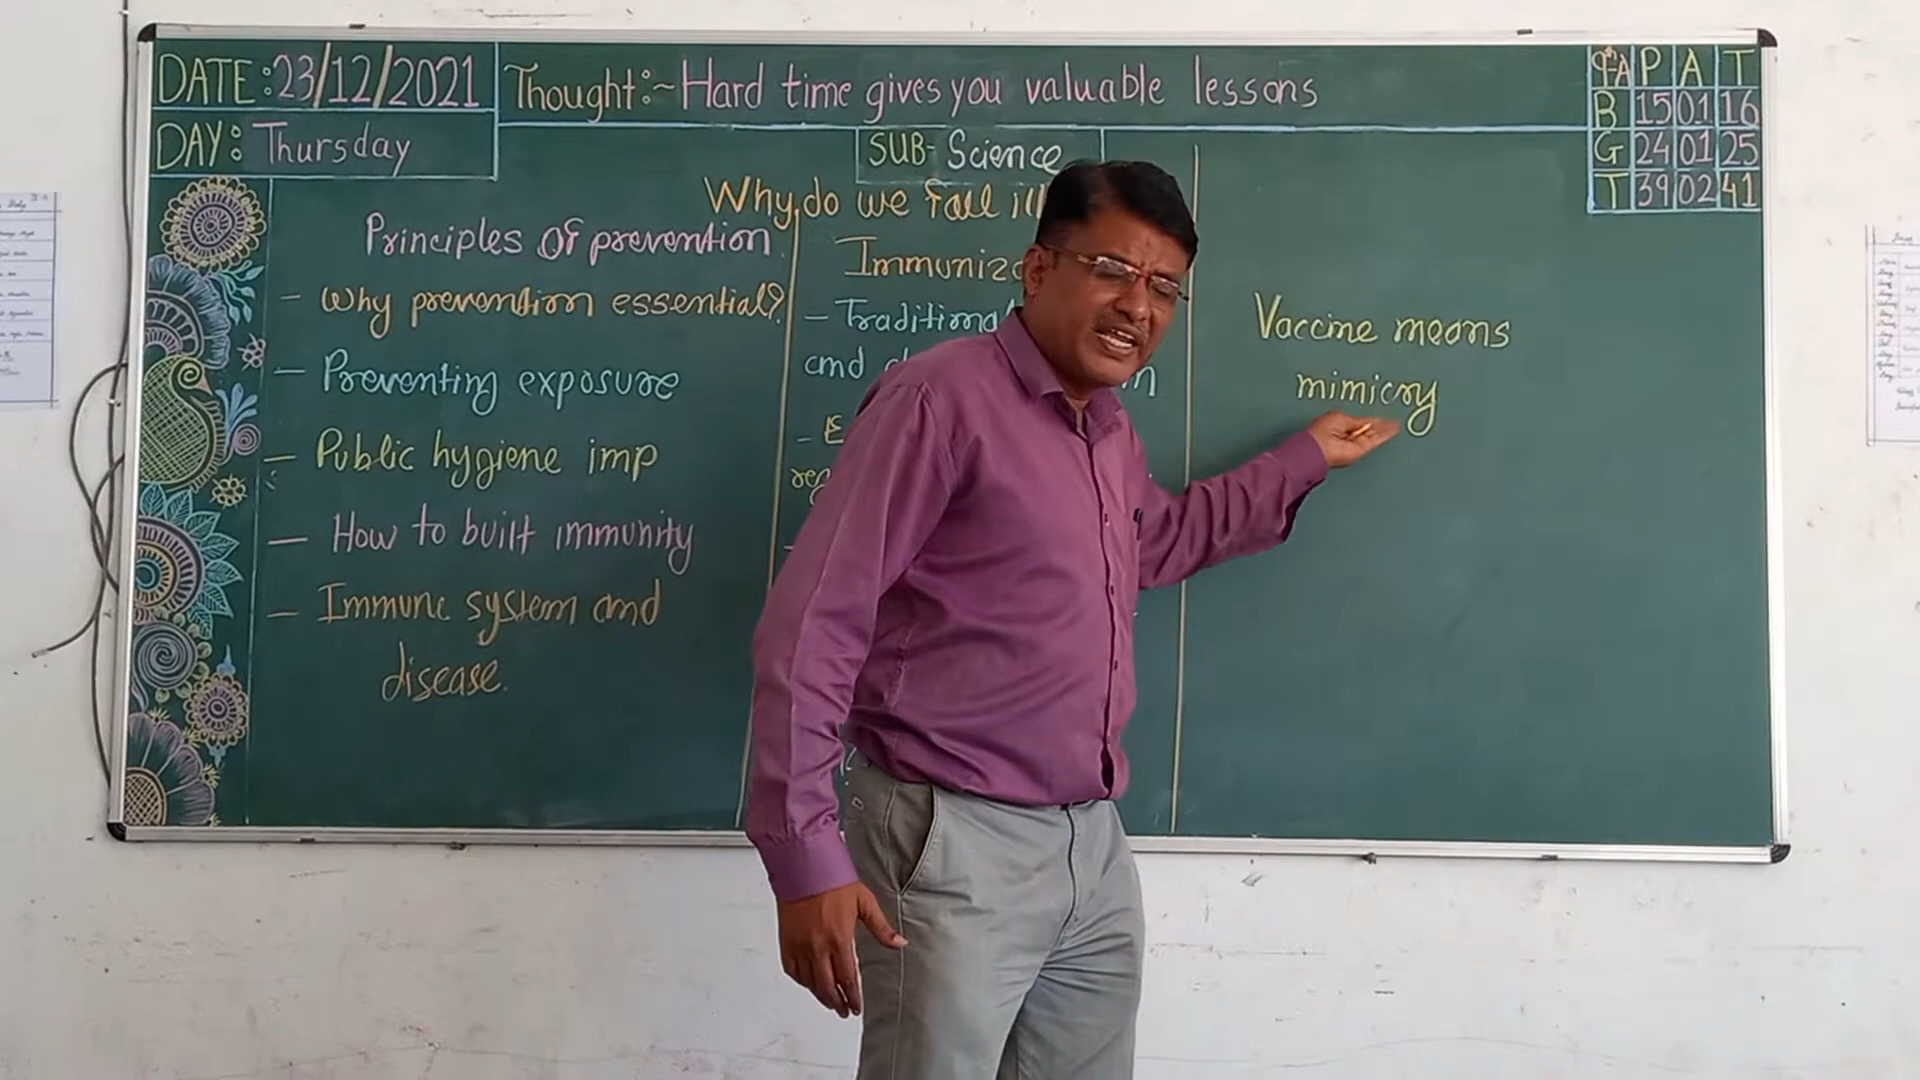 DATE:23/12/2021
Thought:~Hard time gives you valuable lessons
DAY: Thursday
SUB- Science
P A T
B 15 01 16
G 24 01 25
T 39 02 41
Why do we fall ill
Principles Of prevention
- Why prevention essential?
- Preventing exposure
- Public hygiene imp
- How to built immunity
- Immune system and
disease.
- Traditional
and
Vaccine means
mimicry